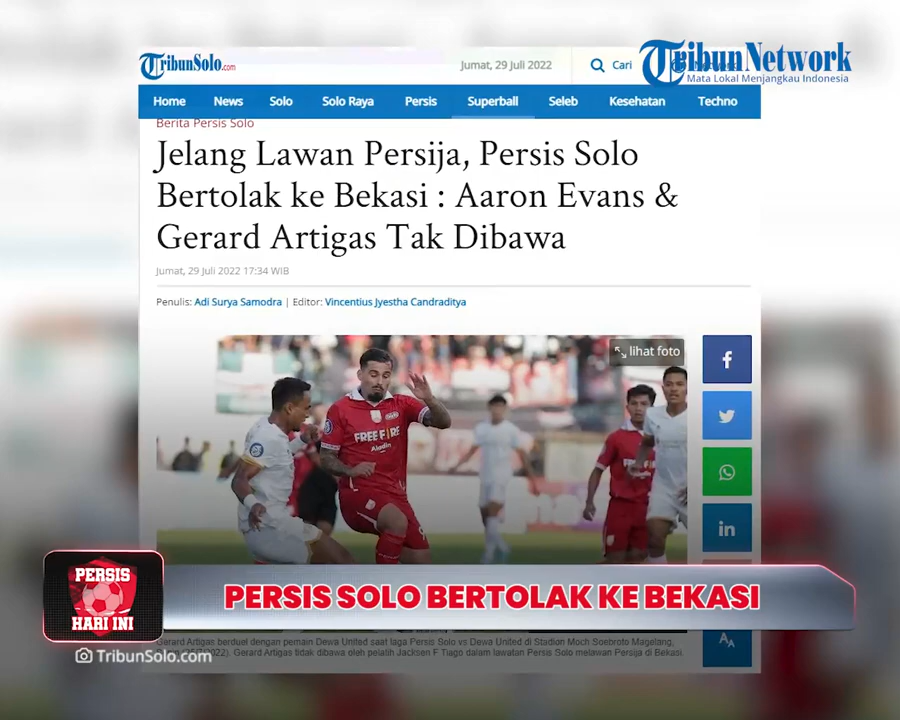 TribunSolo.com
Jumat, 29 Juli 2022
Cari
Tribun Network
Mata Lokal Menjangkau Indonesia
Home News Solo Solo Raya Persis Superball Seleb Kesehatan Techno
Berita Persis Solo
Jelang Lawan Persija, Persis Solo
Bertolak ke Bekasi : Aaron Evans &
Gerard Artigas Tak Dibawa
Jumat, 29 Juli 2022 17:34 WIB
Penulis: Adi Surya Samodra | Editor: Vincentius Jyestha Candraditya
lihat foto
FREE FIRE
Aladin
PERSIS
HARI INI
PERSIS SOLO BERTOLAK KE BEKASI
Gerard Artigas berduel dengan pemain Dewa United saat laga Persis Solo vs Dewa United di Stadion Moch Soebroto Magelang,
Gerard Artigas tidak dibawa oleh pelatih Jacksen F Tiago dalam lawatan Persis Solo melawan Persija di Bekasi.
TribunSolo.com